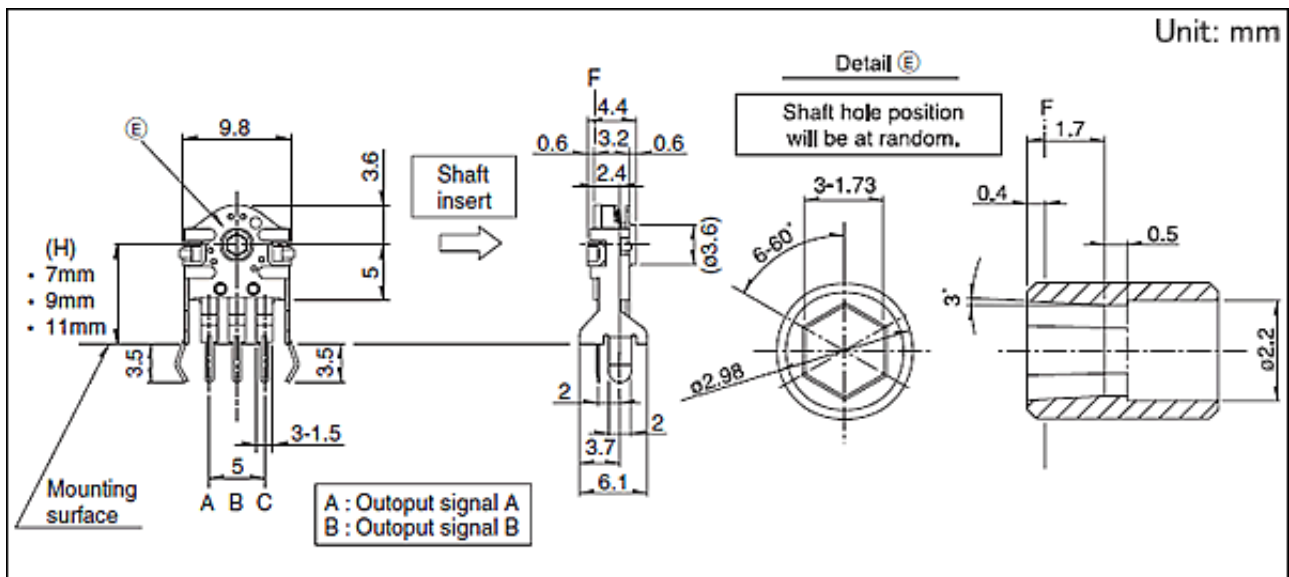 Unit: mm
Detail Ⓔ
F
4.4
3.2
0.6
0.6
2.4
Shaft hole position
will be at random.
F
1.7
Ⓔ
9.8
3.6
Shaft
insert
3-1.73
0.4
(H)
• 7mm
• 9mm
• 11mm
5
(ø3.6)
6-60°
0.5
3°
3.5
3.5
ø2.98
ø2.2
2
2
3-1.5
3.7
5
6.1
Mounting
surface
A B C
A : Outoput signal A
B : Outoput signal B